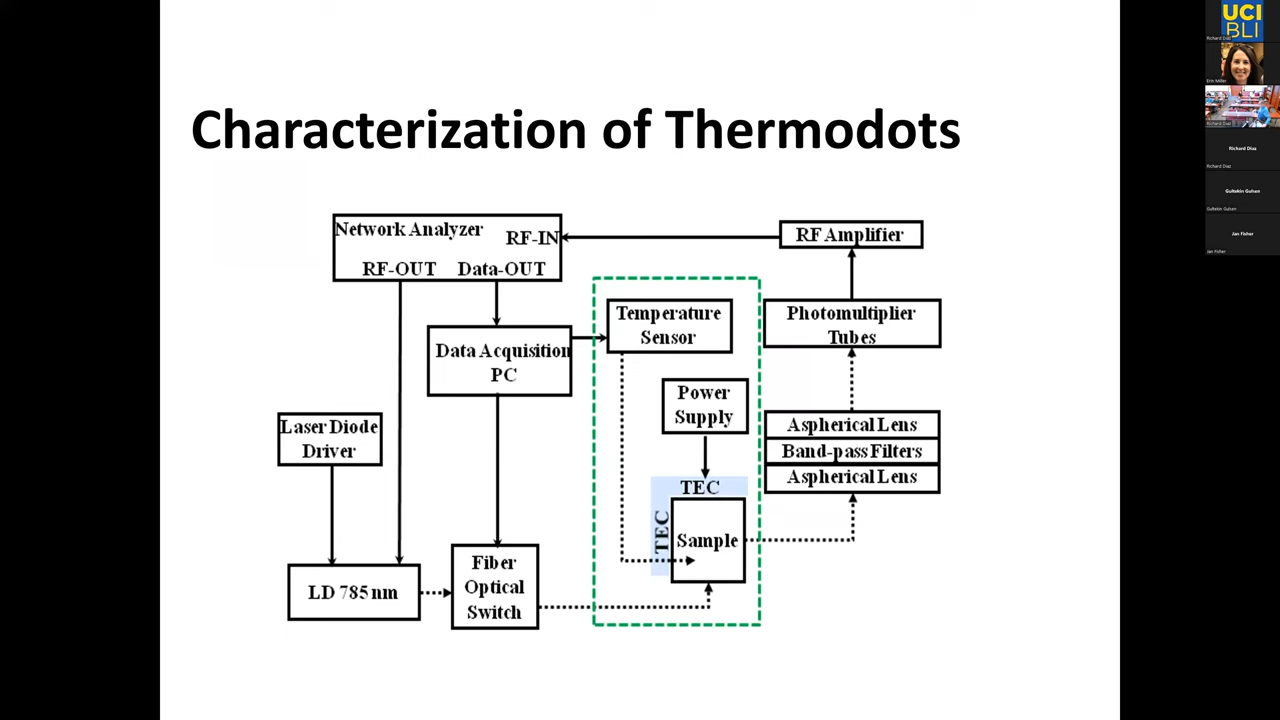 Characterization of Thermodots
Network Analyzer
RF-IN
RF-OUT Data-OUT
RF Amplifier
Temperature
Sensor
Photomultiplier
Tubes
Data Acquisition
PC
Power
Supply
Laser Diode
Driver
Aspherical Lens
Band-pass Filters
Aspherical Lens
TEC
TEC
Sample
LD 785 nm
Fiber
Optical
Switch
UCI
BLI
Richard Diaz
Erin Miller
Richard Diaz
Richard Diaz
Richard Diaz
Gultekin Gulsen
Gultekin Gulsen
Jan Fisher
Jan Fisher